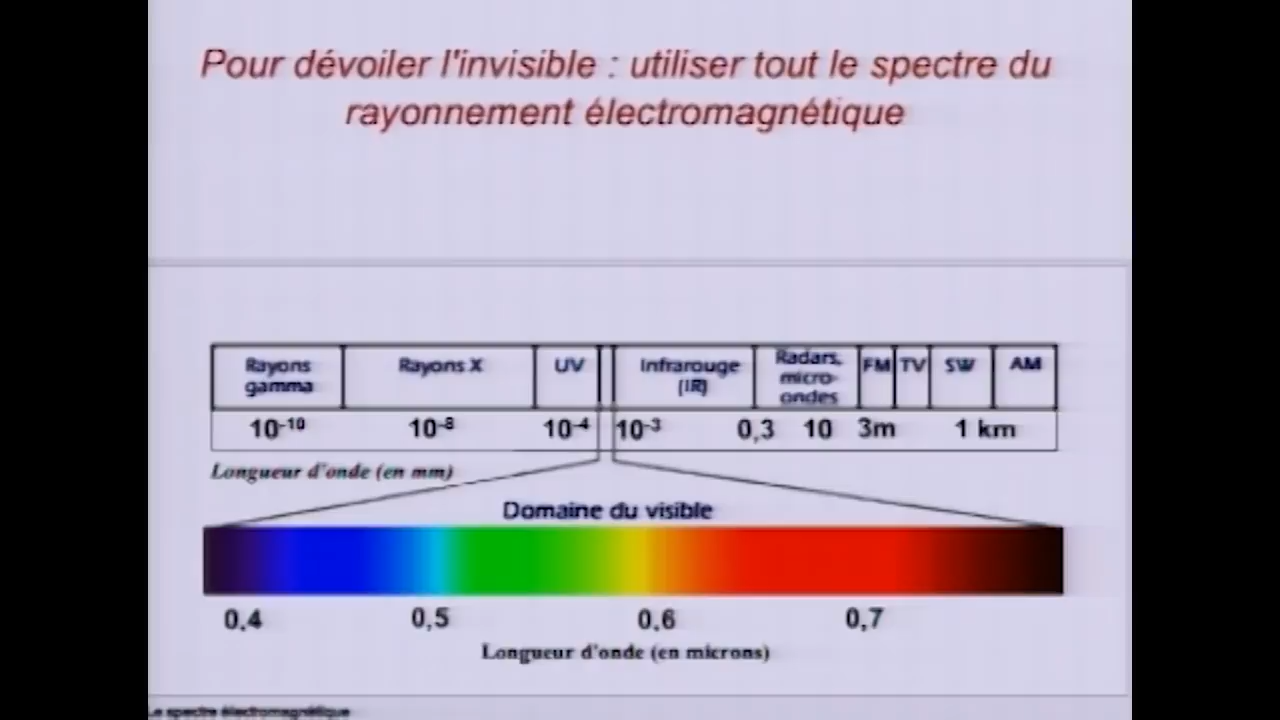 Pour dévoiler l'invisible : utiliser tout le spectre du
rayonnement électromagnétique
Rayons
gamma
Rayons X
UV
Infrarouge
(IR)
Radars,
micro-
ondes
FM
TV
SW
AM
10-10
10-8
10-4
10-3
0,3
10
3m
1 km
Longueur d'onde (en mm)
Domaine du visible
0,4
0,5
0,6
0,7
Longueur d'onde (en microns)
Le spectre électromagnétique